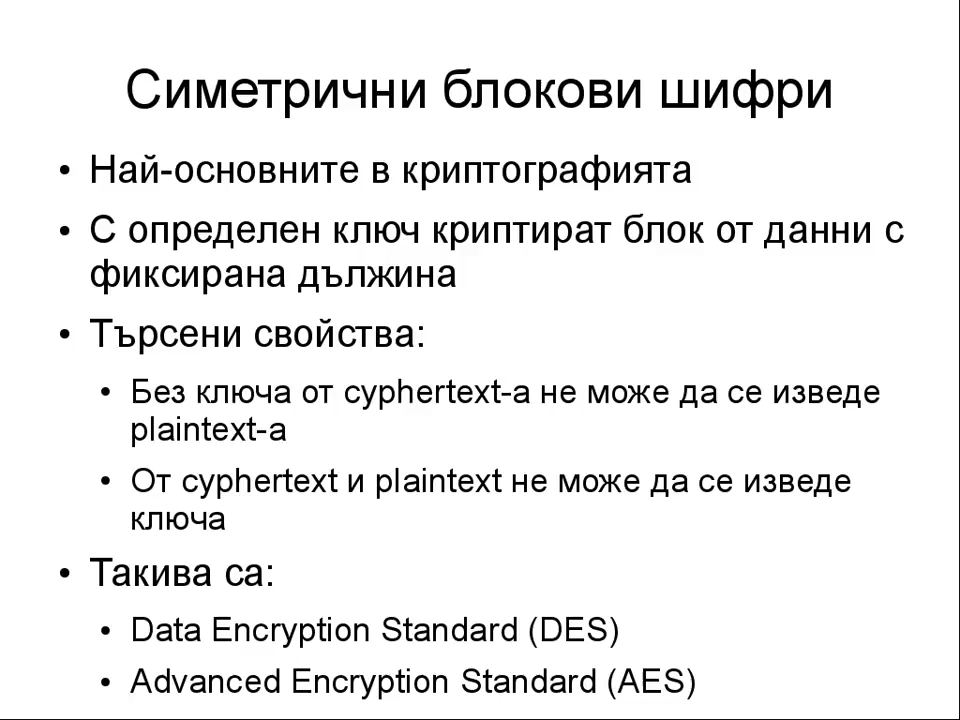 Симетрични блокови шифри
• Най-основните в криптографията
• С определен ключ криптират блок от данни с
фиксирана дължина
• Търсени свойства:
• Без ключа от cyphertext-а не може да се изведе
plaintext-а
• От cyphertext и plaintext не може да се изведе
ключа
• Такива са:
• Data Encryption Standard (DES)
• Advanced Encryption Standard (AES)